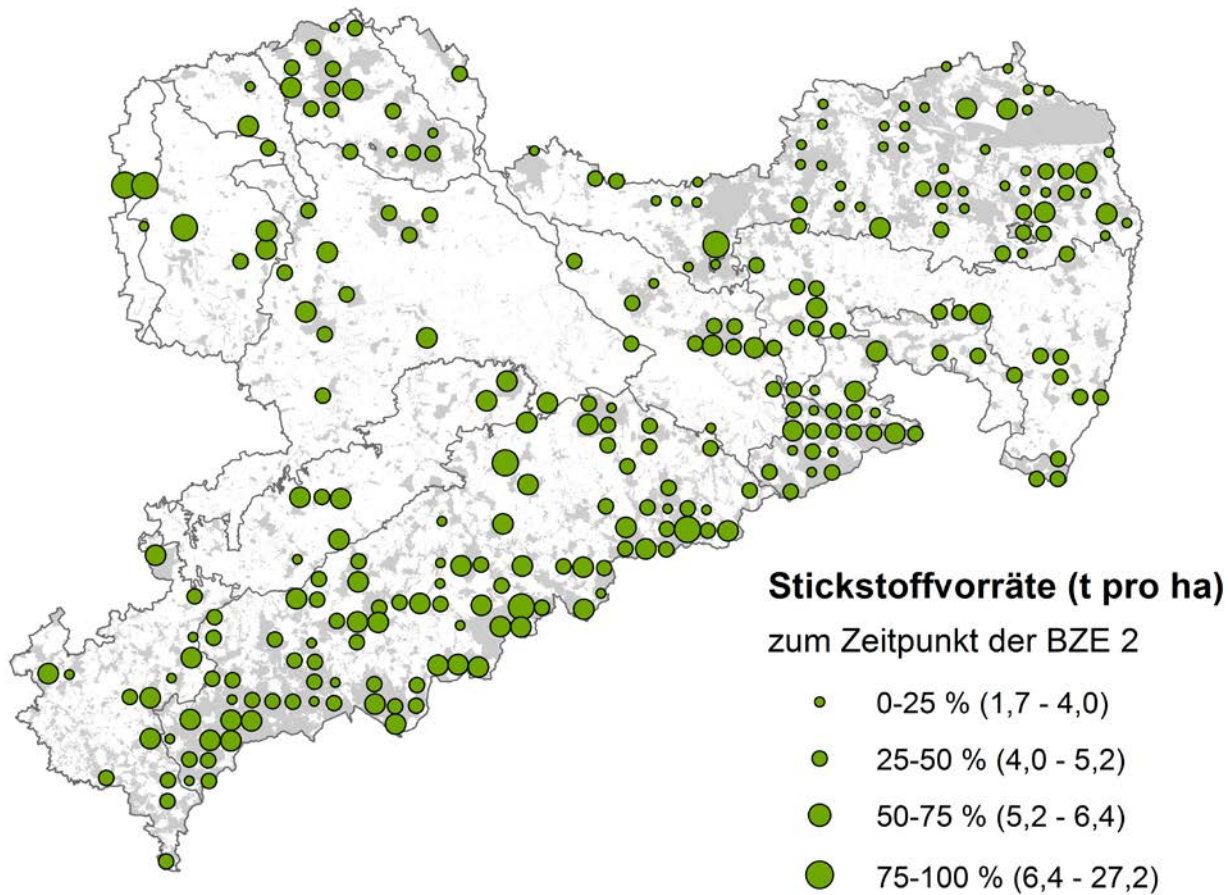 Stickstoffvorräte (t pro ha)
zum Zeitpunkt der BZE 2
0-25 % (1,7 - 4,0)
25-50 % (4,0 - 5,2)
50-75 % (5,2 - 6,4)
75-100 % (6,4 - 27,2)